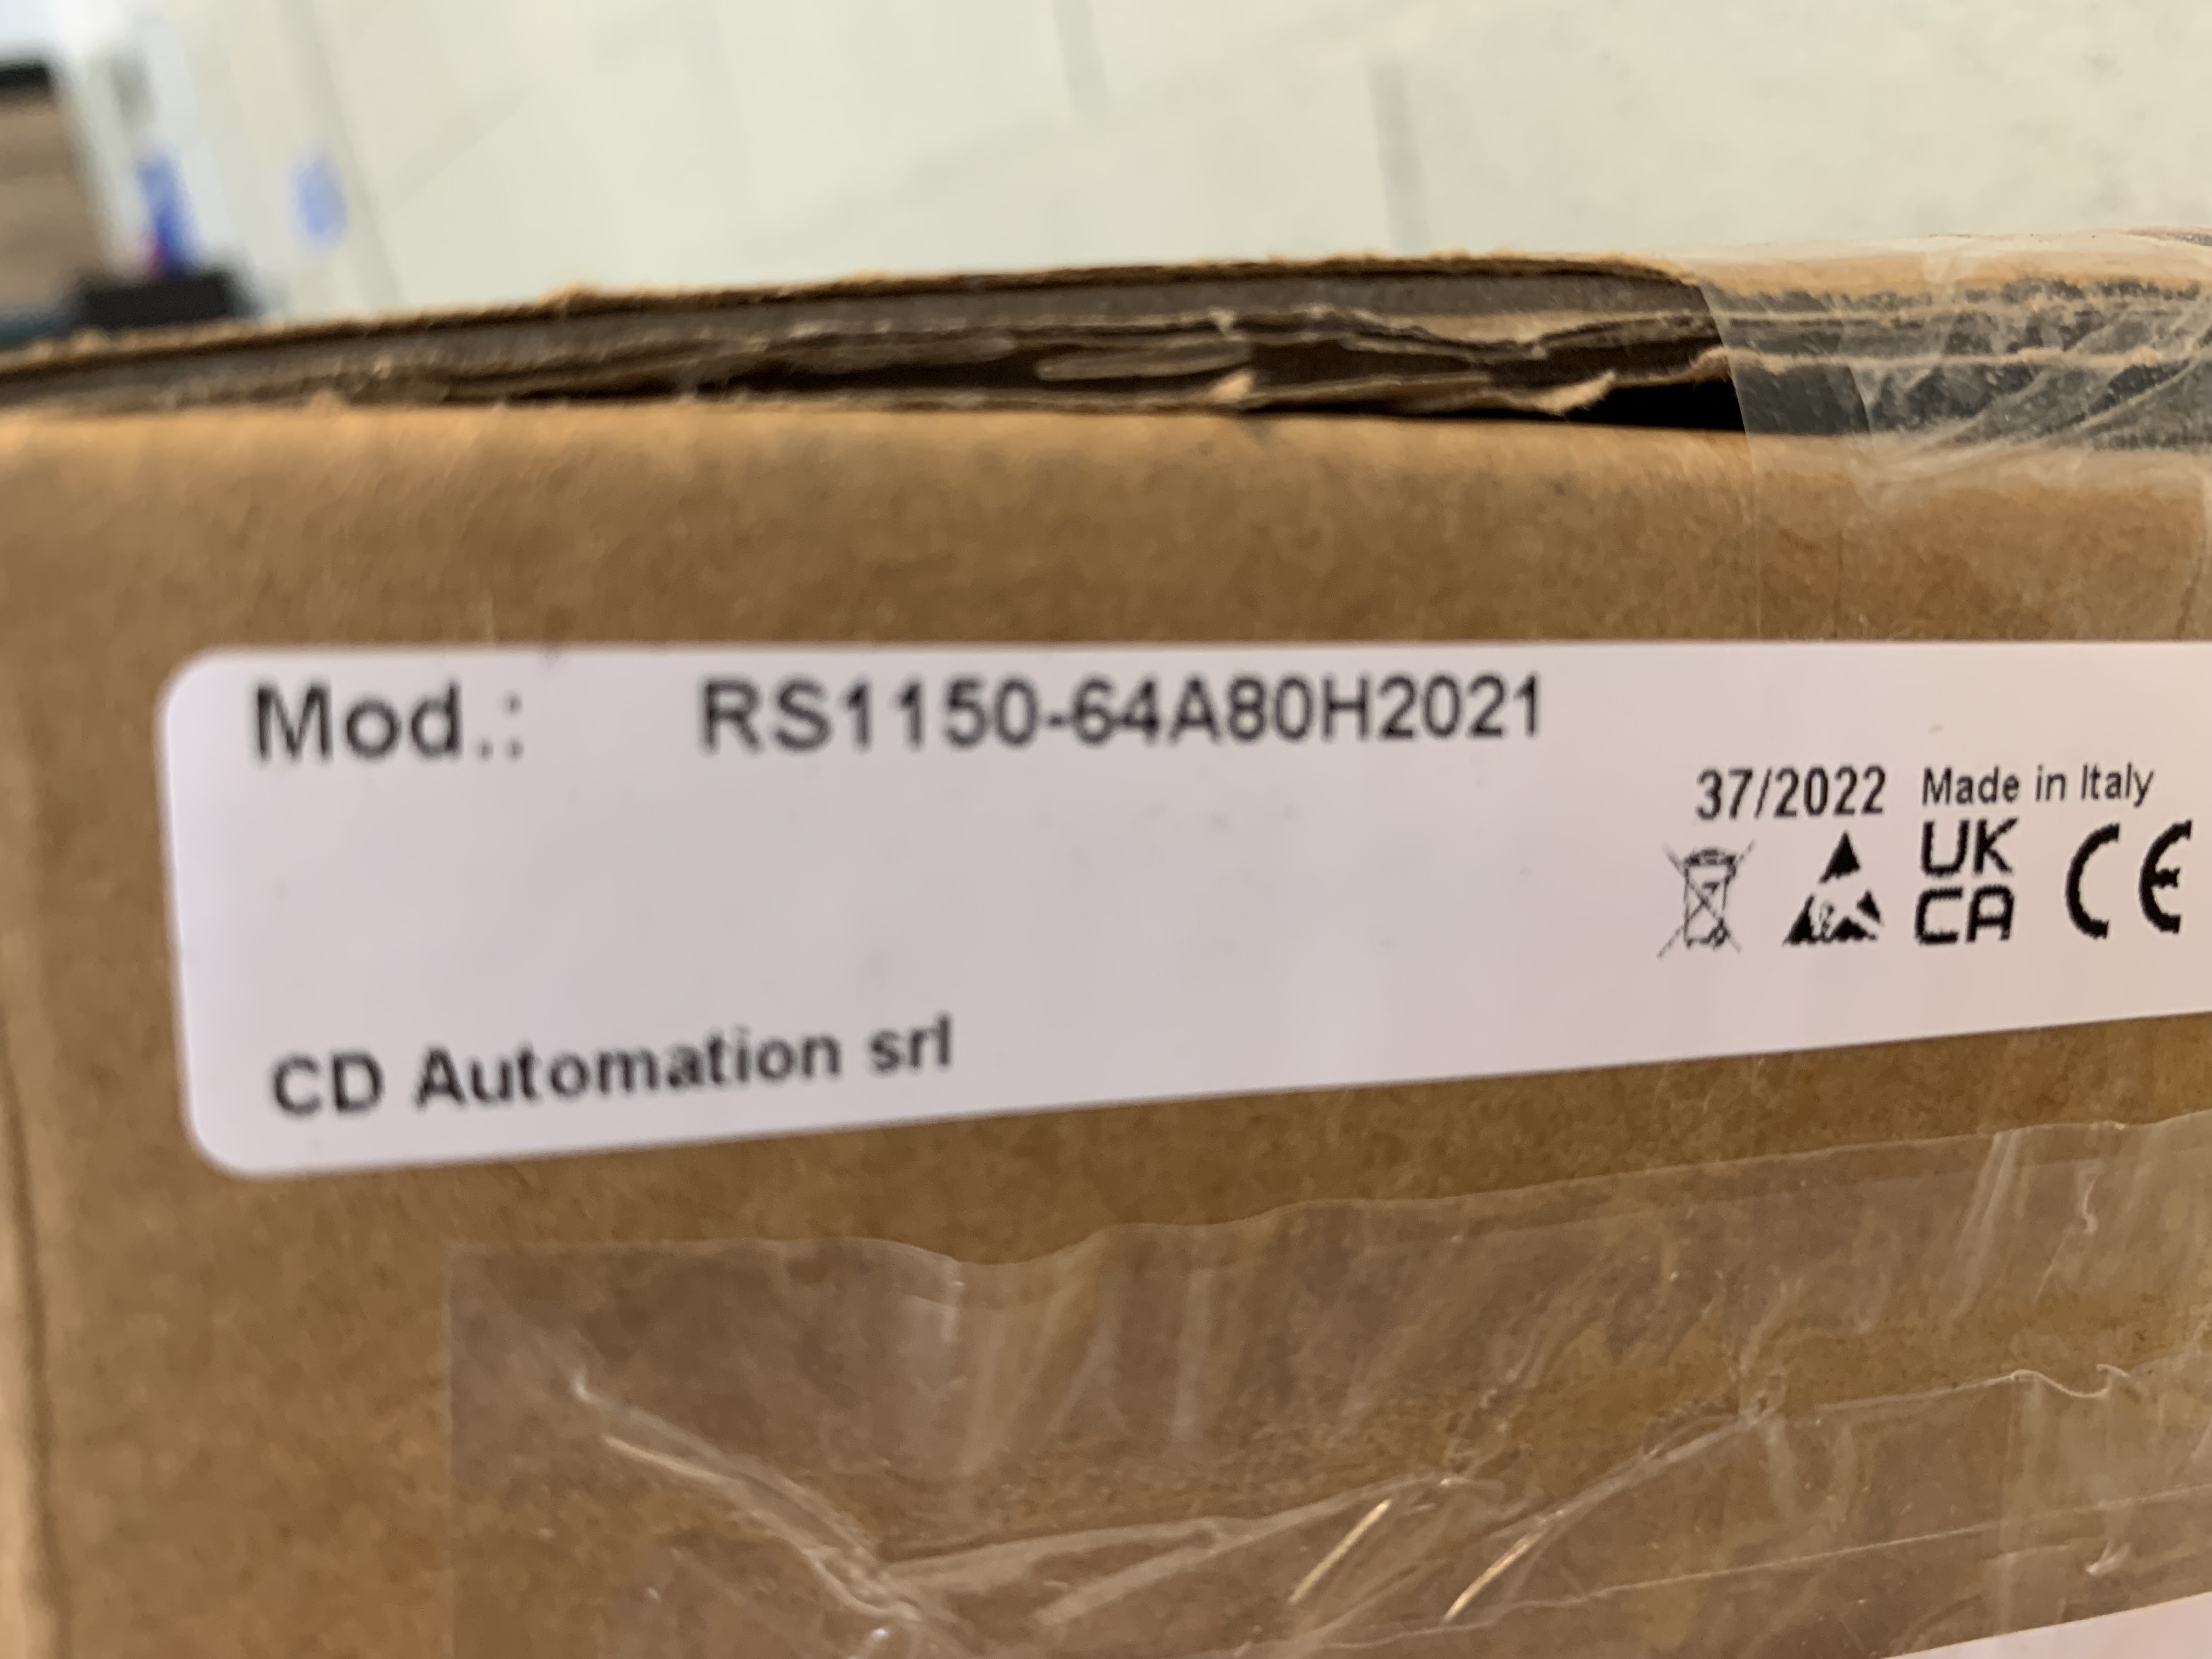 Mod.: RS1150-64A80H2021
37/2022 Made in Italy
UK
CA CE
CD Automation srl